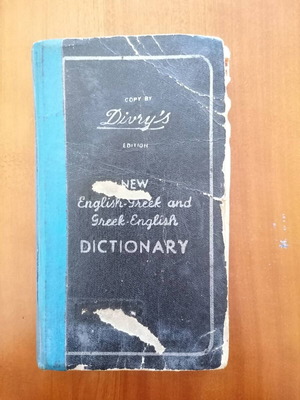 COPY BY
Divry's
EDITION
NEW
English-Greek and
Greek-English
DICTIONARY